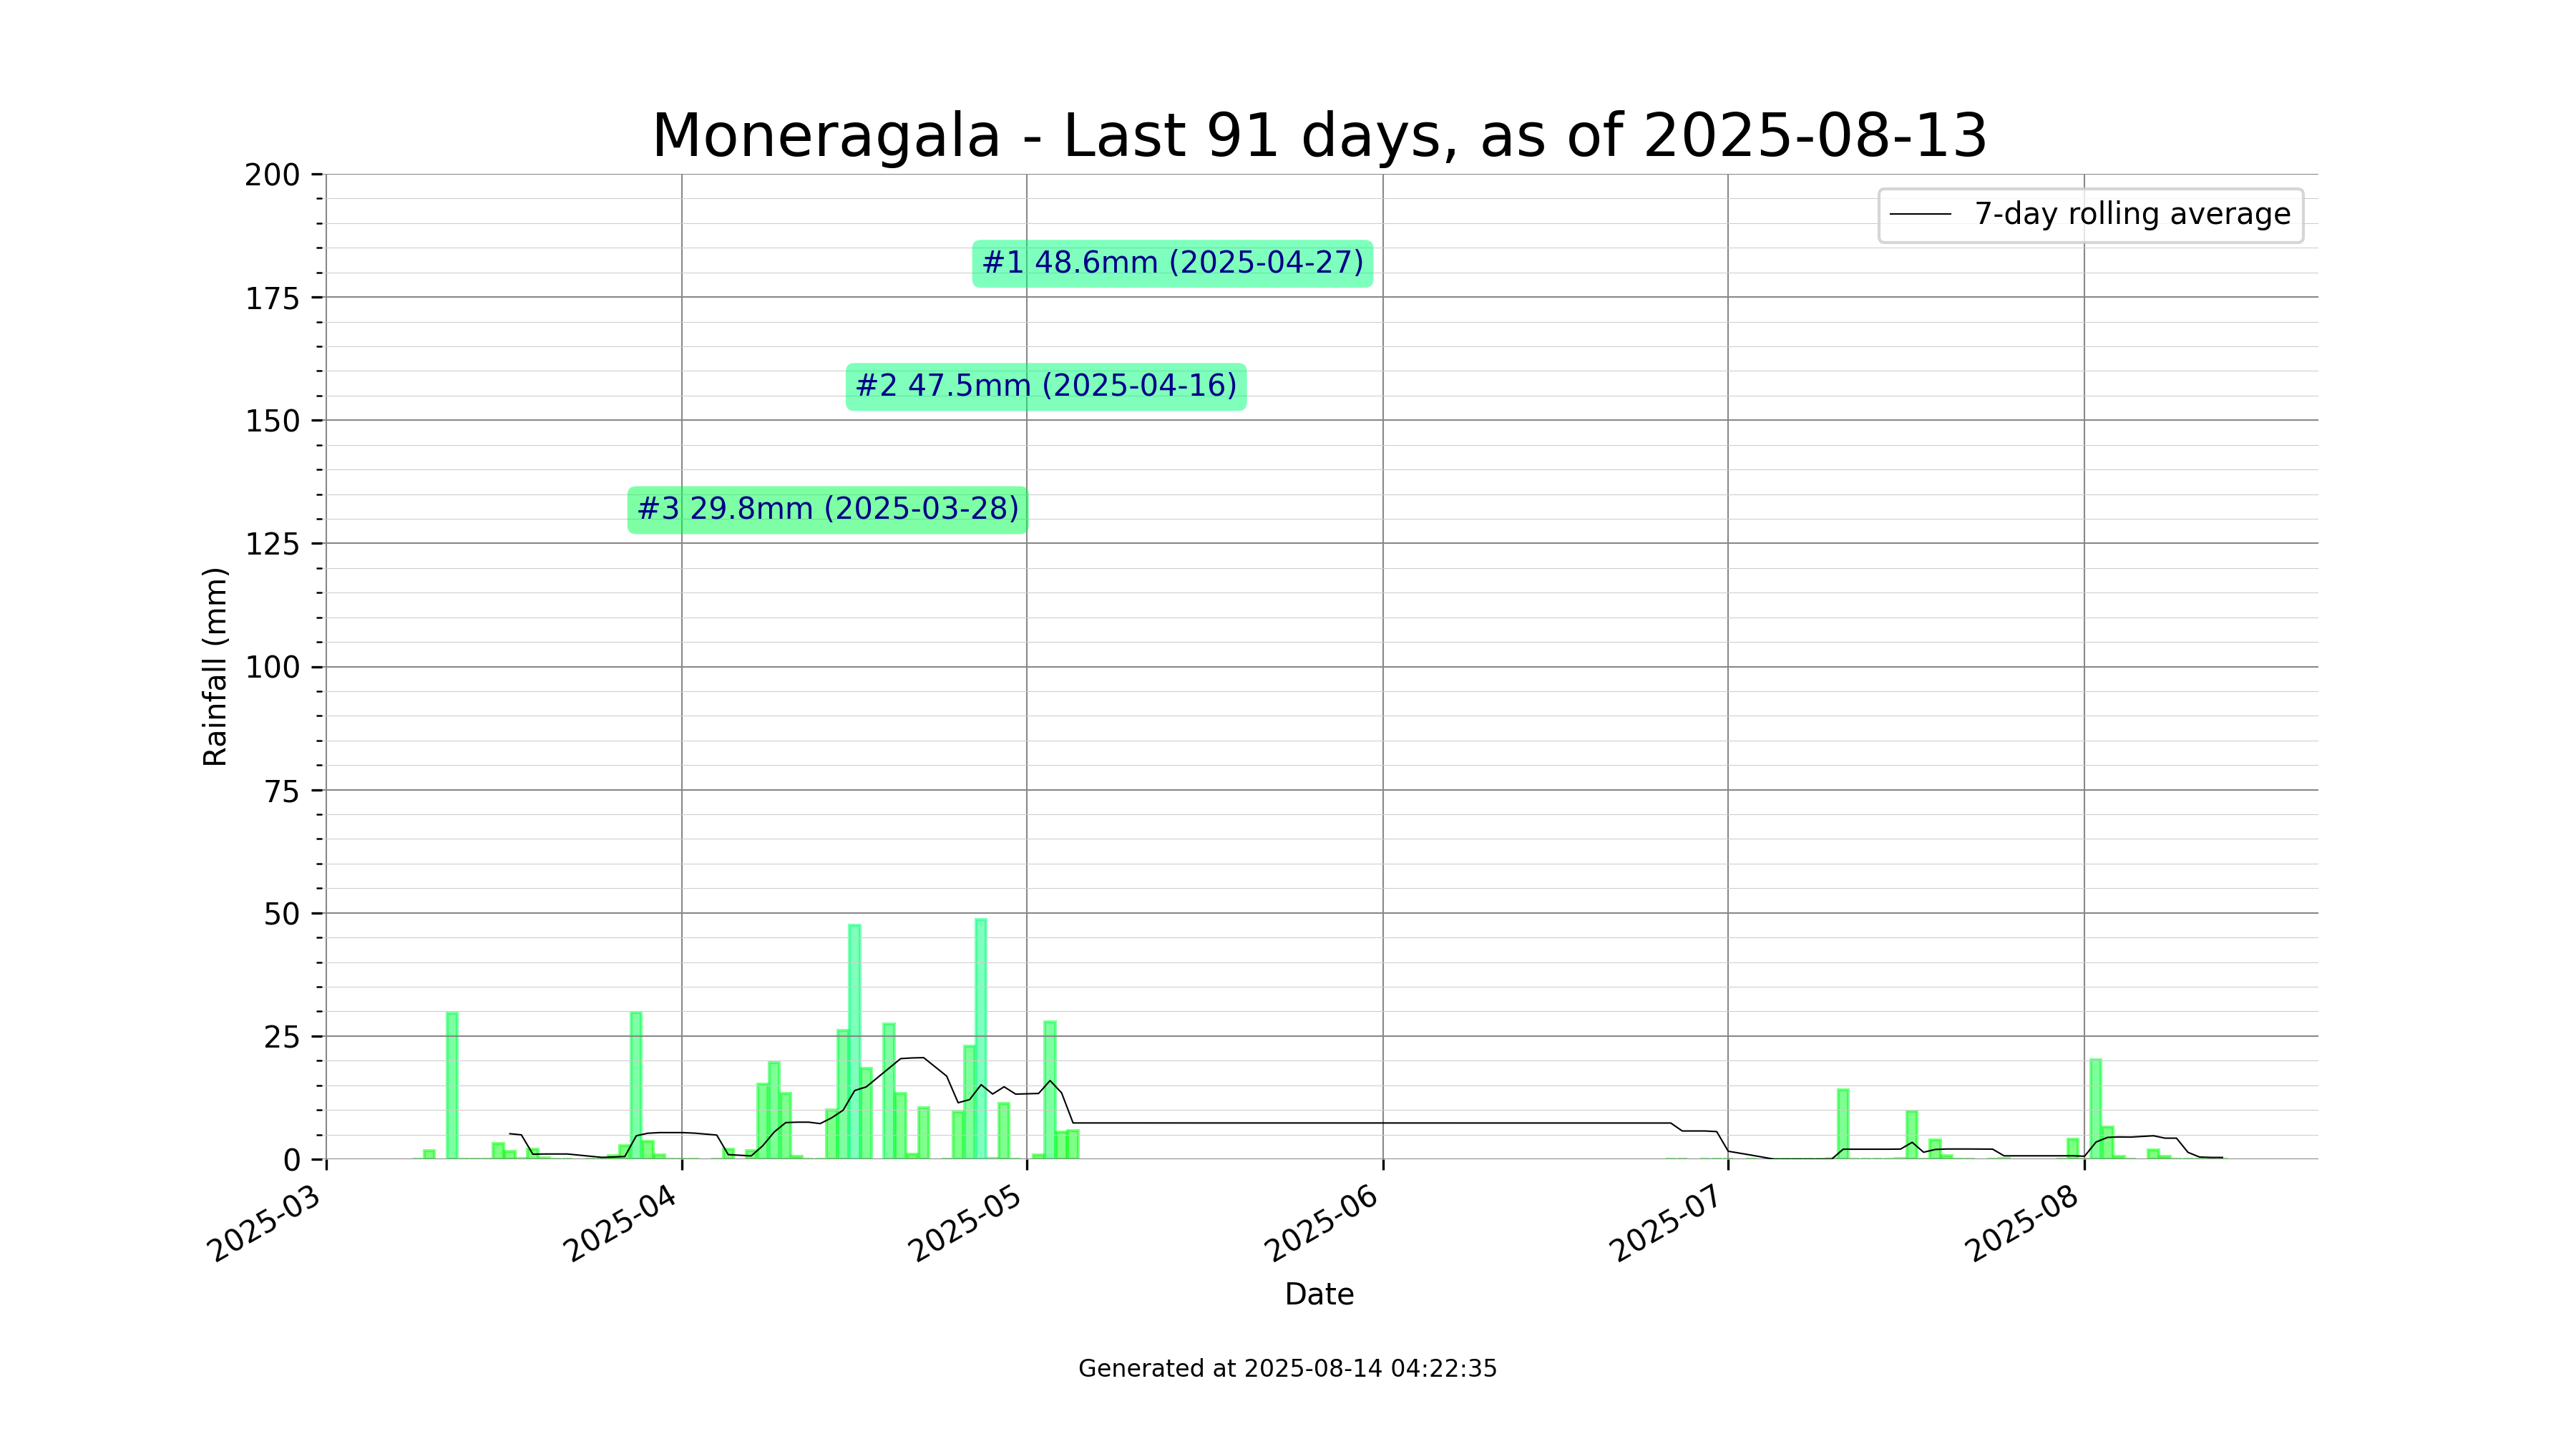 Moneragala - Last 91 days, as of 2025-08-13
7-day rolling average
#1 48.6mm (2025-04-27)
#2 47.5mm (2025-04-16)
#3 29.8mm (2025-03-28)
Rainfall (mm)
200
175
150
125
100
75
50
25
0
2025-03
2025-04
2025-05
2025-06
2025-07
2025-08
Date
Generated at 2025-08-14 04:22:35